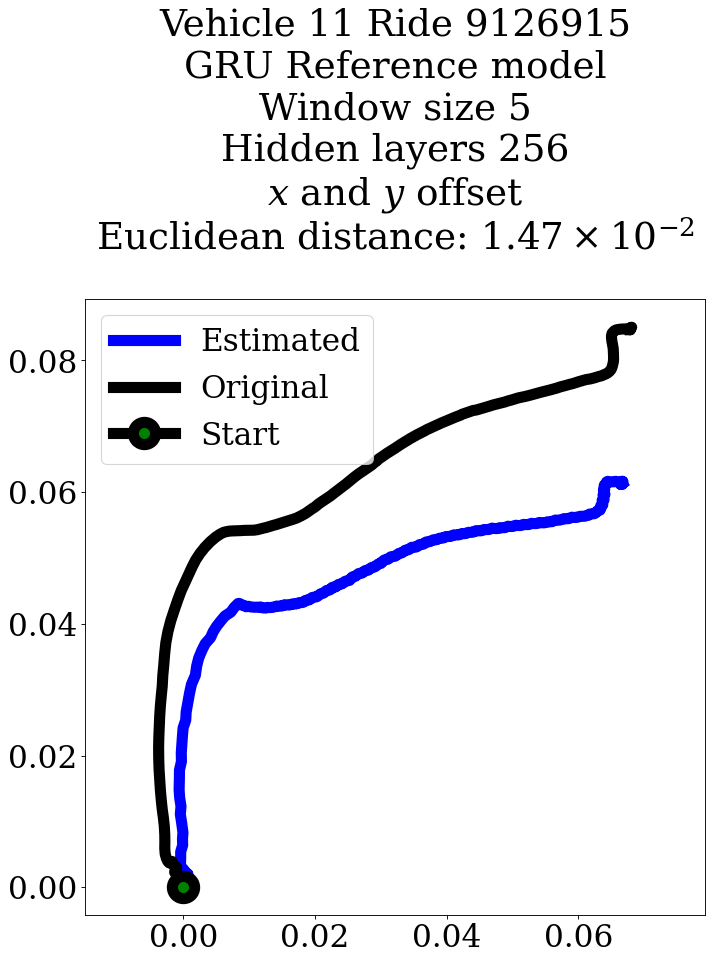 Vehicle 11 Ride 9126915
GRU Reference model
Window size 5
Hidden layers 256
x and y offset
Euclidean distance: 1.47 × 10⁻²
Estimated
Original
Start
0.08
0.06
0.04
0.02
0.00
0.00 0.02 0.04 0.06